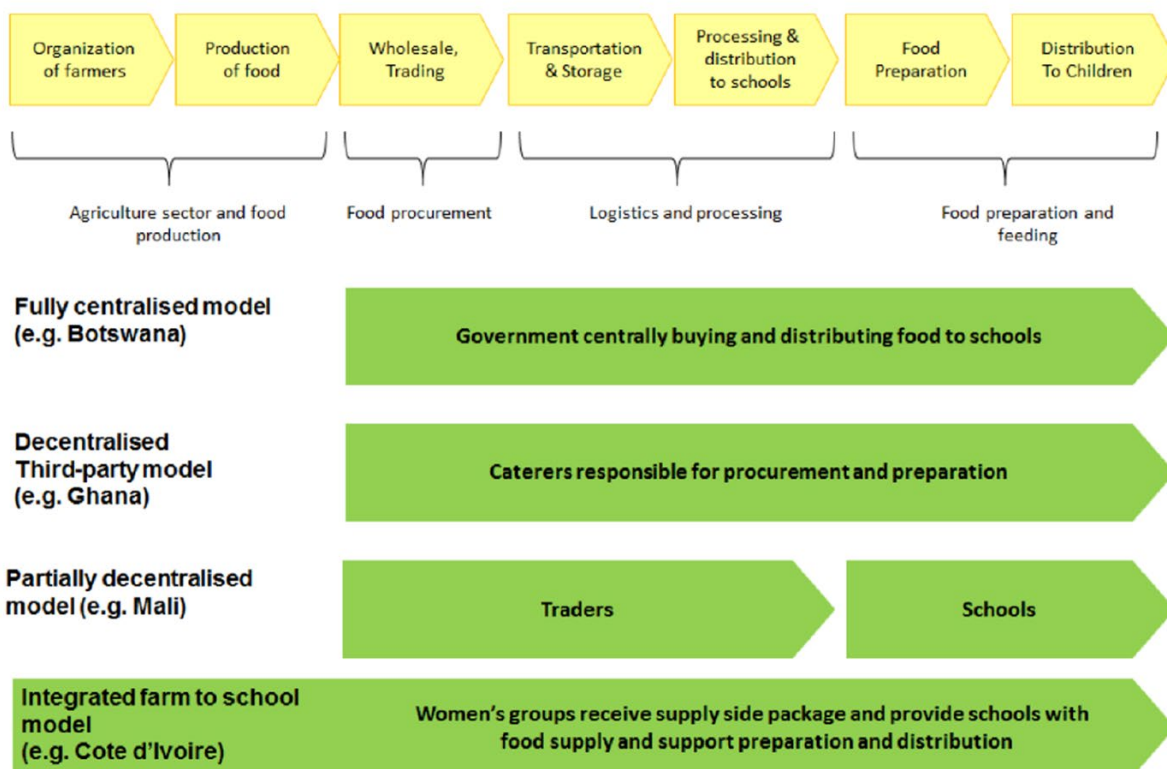 Organization
of farmers
Production
of food
Wholesale,
Trading
Transportation
& Storage
Processing &
distribution
to schools
Food
Preparation
Distribution
To Children
Agriculture sector and food
production
Food procurement
Logistics and processing
Food preparation and
feeding
Fully centralised model
(e.g. Botswana)
Government centrally buying and distributing food to schools
Decentralised
Third-party model
(e.g. Ghana)
Caterers responsible for procurement and preparation
Partially decentralised
model (e.g. Mali)
Traders
Schools
Integrated farm to school
model
(e.g. Cote d'Ivoire)
Women's groups receive supply side package and provide schools with
food supply and support preparation and distribution